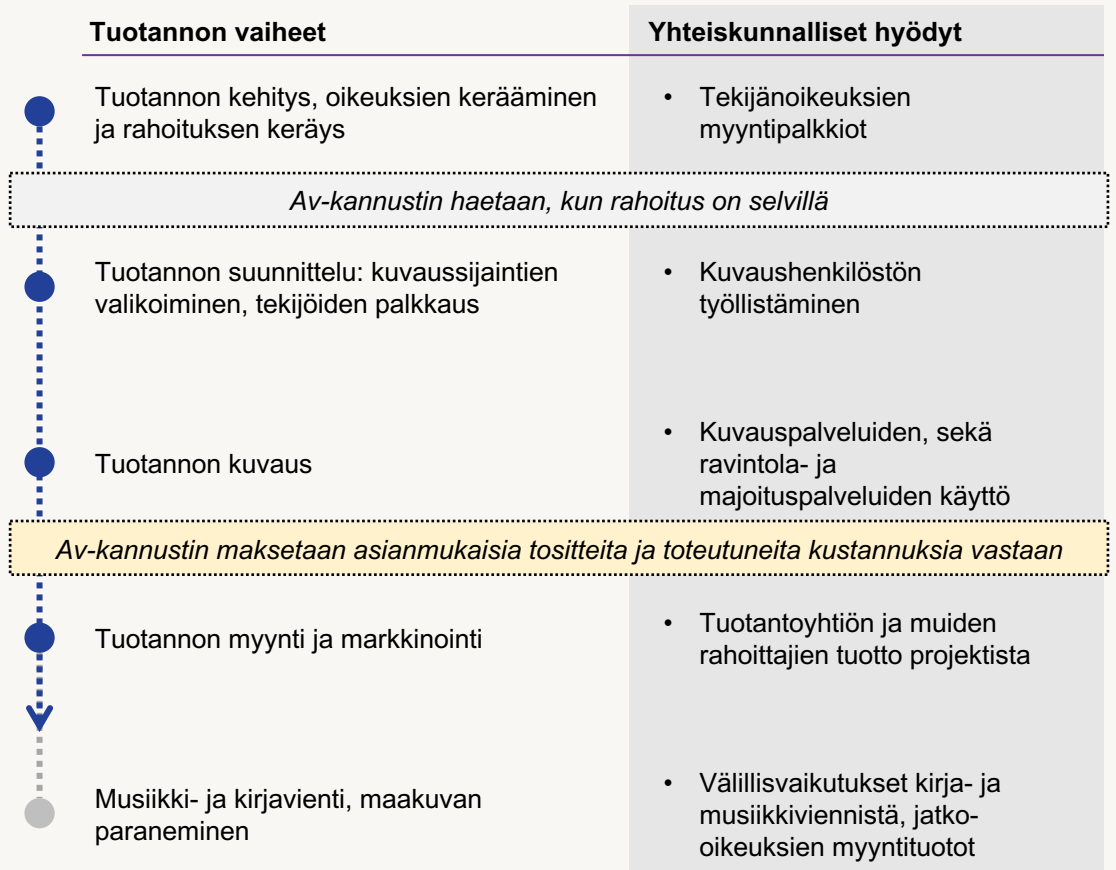 Tuotannon vaiheet
Yhteiskunnalliset hyödyt
Tuotannon kehitys, oikeuksien kerääminen
ja rahoituksen keräys
• Tekijänoikeuksien
myyntipalkkiot
Av-kannustin haetaan, kun rahoitus on selvillä
Tuotannon suunnittelu: kuvaussijaintien
valikoiminen, tekijöiden palkkaus
• Kuvaushenkilöstön
työllistäminen
Tuotannon kuvaus
• Kuvauspalveluiden, sekä
ravintola- ja
majoituspalveluiden käyttö
Av-kannustin maksetaan asianmukaisia tositteita ja toteutuneita kustannuksia vastaan
Tuotannon myynti ja markkinointi
• Tuotantoyhtiön ja muiden
rahoittajien tuotto projektista
Musiikki- ja kirjavienti, maakuvan
paraneminen
• Välillisvaikutukset kirja- ja
musiikkiviennistä, jatko-
oikeuksien myyntituotot